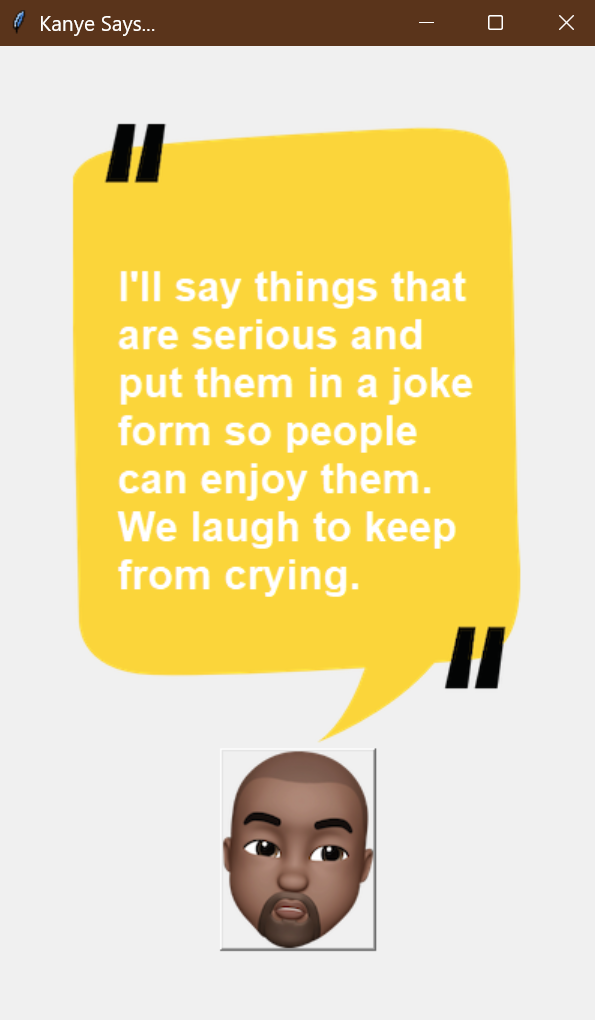 Kanye Says...
"
I'll say things that
are serious and
put them in a joke
form so people
can enjoy them.
We laugh to keep
from crying.
"